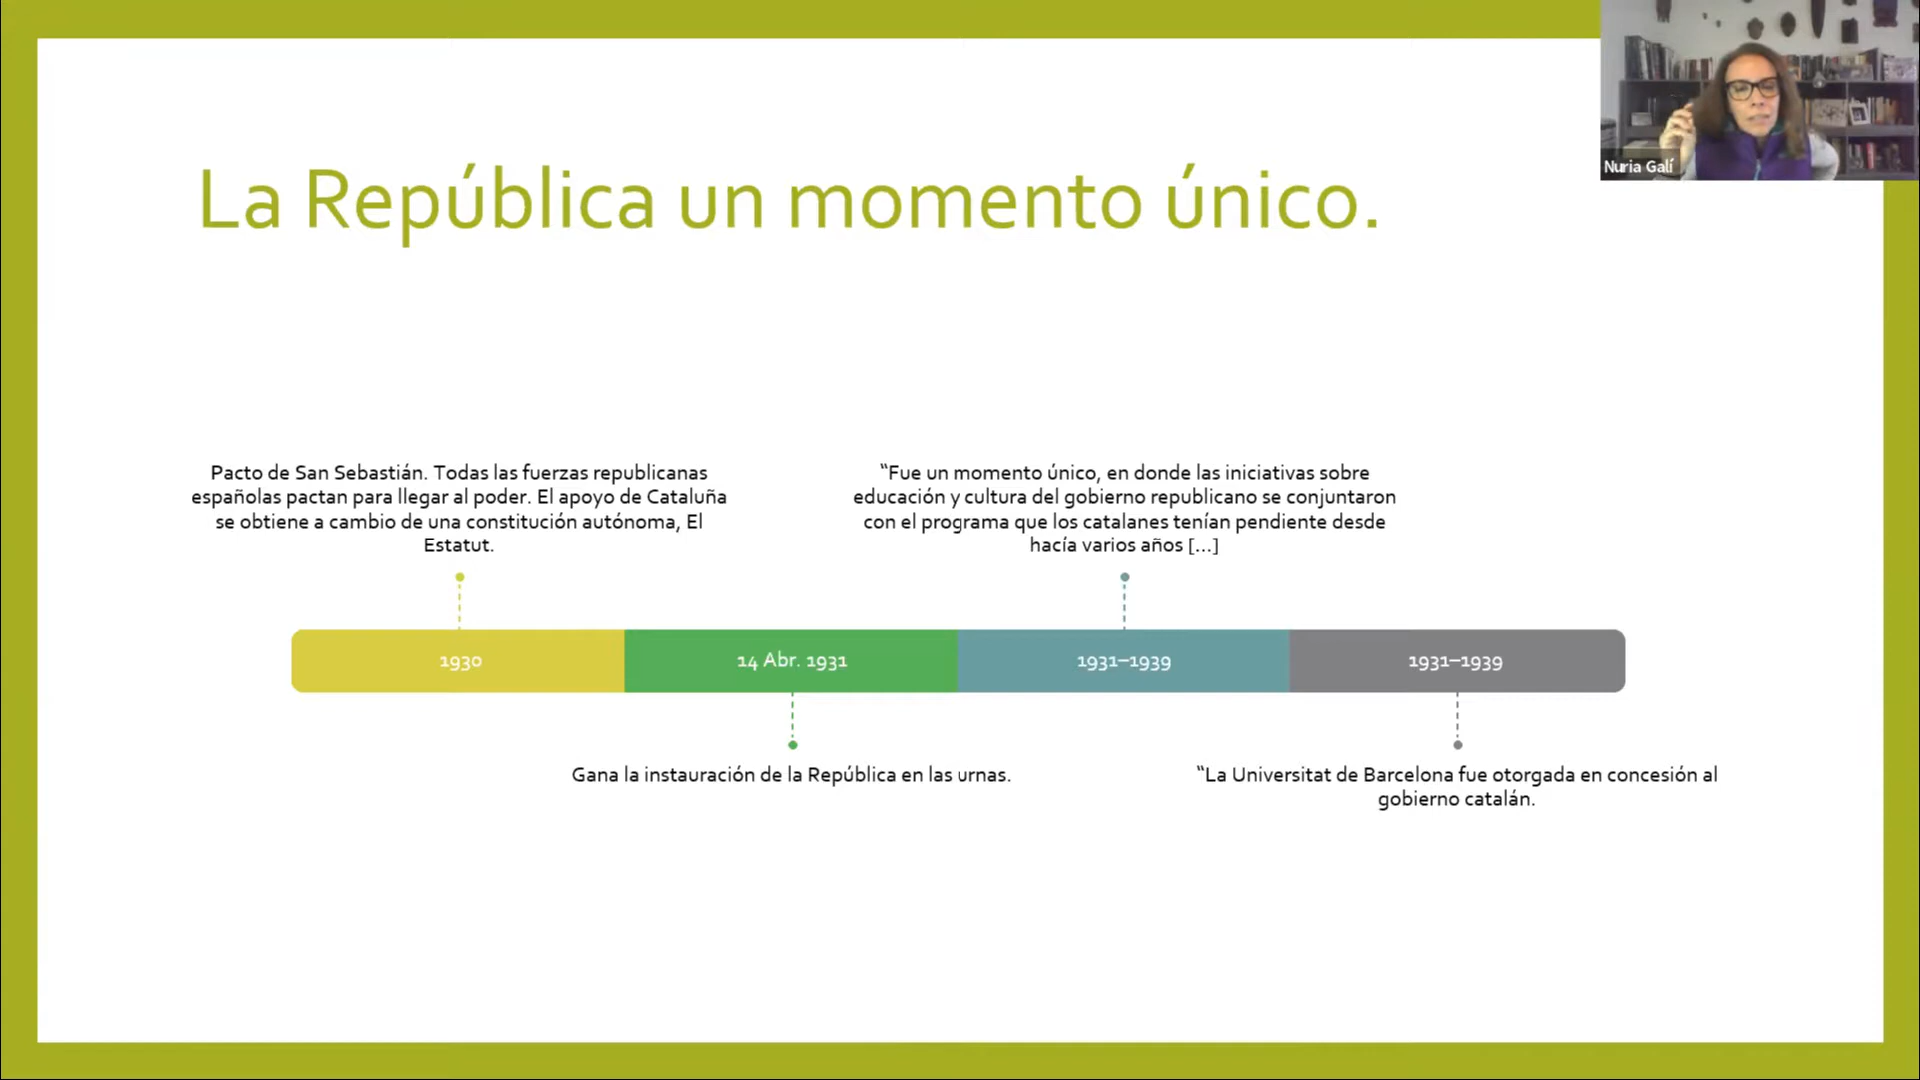 Nuria Galí
La República un momento único.
Pacto de San Sebastián. Todas las fuerzas republicanas
españolas pactan para llegar al poder. El apoyo de Cataluña
se obtiene a cambio de una constitución autónoma, El
Estatut.
“Fue un momento único, en donde las iniciativas sobre
educación y cultura del gobierno republicano se conjuntaron
con el programa que los catalanes tenían pendiente desde
hacía varios años [...]
1930
14 Abr. 1931
1931–1939
1931–1939
Gana la instauración de la República en las urnas.
“La Universitat de Barcelona fue otorgada en concesión al
gobierno catalán.